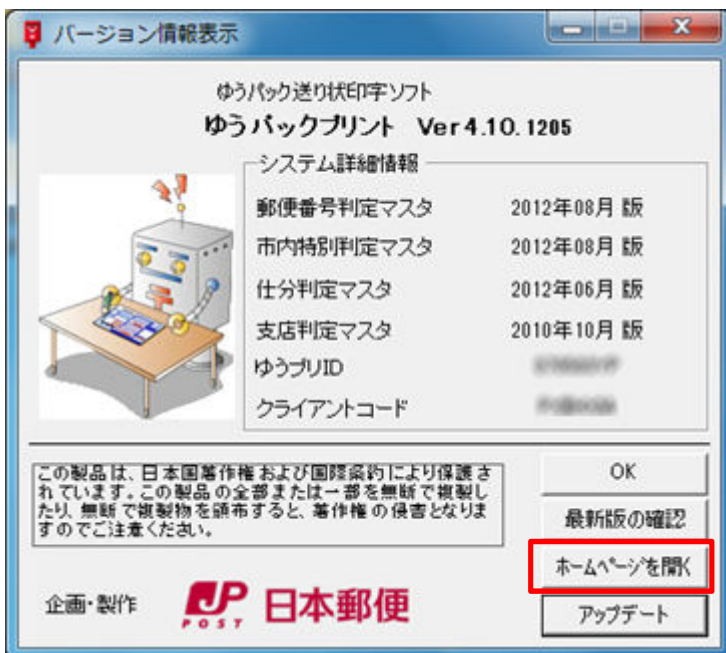 バージョン情報表示
ゆうパック送り状印字ソフト
ゆうパックプリント Ver4.10.1205
システム詳細情報
郵便番号判定マスタ 2012年08月 版
市内特別判定マスタ 2012年08月 版
仕分判定マスタ 2012年06月 版
支店判定マスタ 2010年10月 版
ゆうプリID
クライアントコード
この製品は、日本国著作権および国際条約により保護さ
れています。この製品の全部または一部を無断で複製し
たり、無断で複製物を頒布すると、著作権の侵害となりま
すのでご注意ください。
OK
最新版の確認
ホームページを開く
アップデート
企画・製作 JP POST 日本郵便